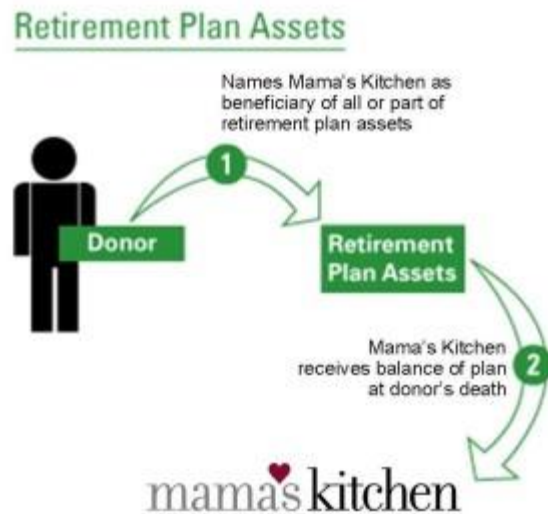 Retirement Plan Assets
Names Mama's Kitchen as
beneficiary of all or part of
retirement plan assets
1
Donor
Retirement
Plan Assets
Mama's Kitchen
receives balance of plan
at donor's death
2
mama's kitchen